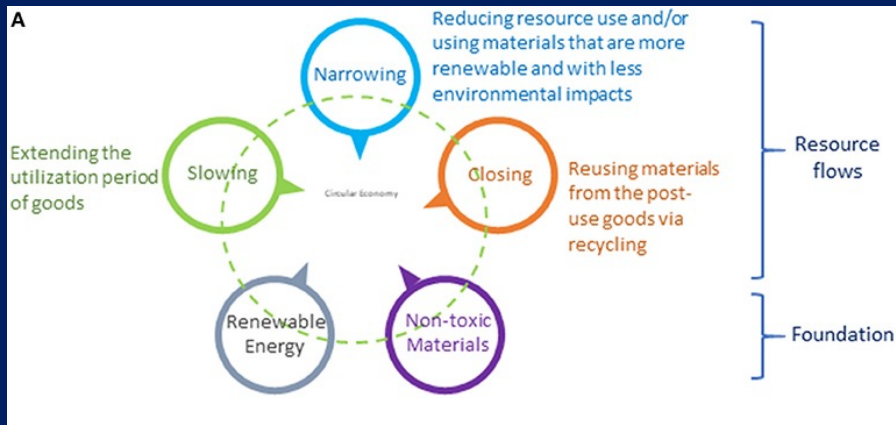 A
Narrowing
Reducing resource use and/or
using materials that are more
renewable and with less
environmental impacts
Extending the
utilization period
of goods
Slowing
Circular Economy
Closing
Reusing materials
from the post-
use goods via
recycling
Resource
flows
Renewable
Energy
Non-toxic
Materials
Foundation